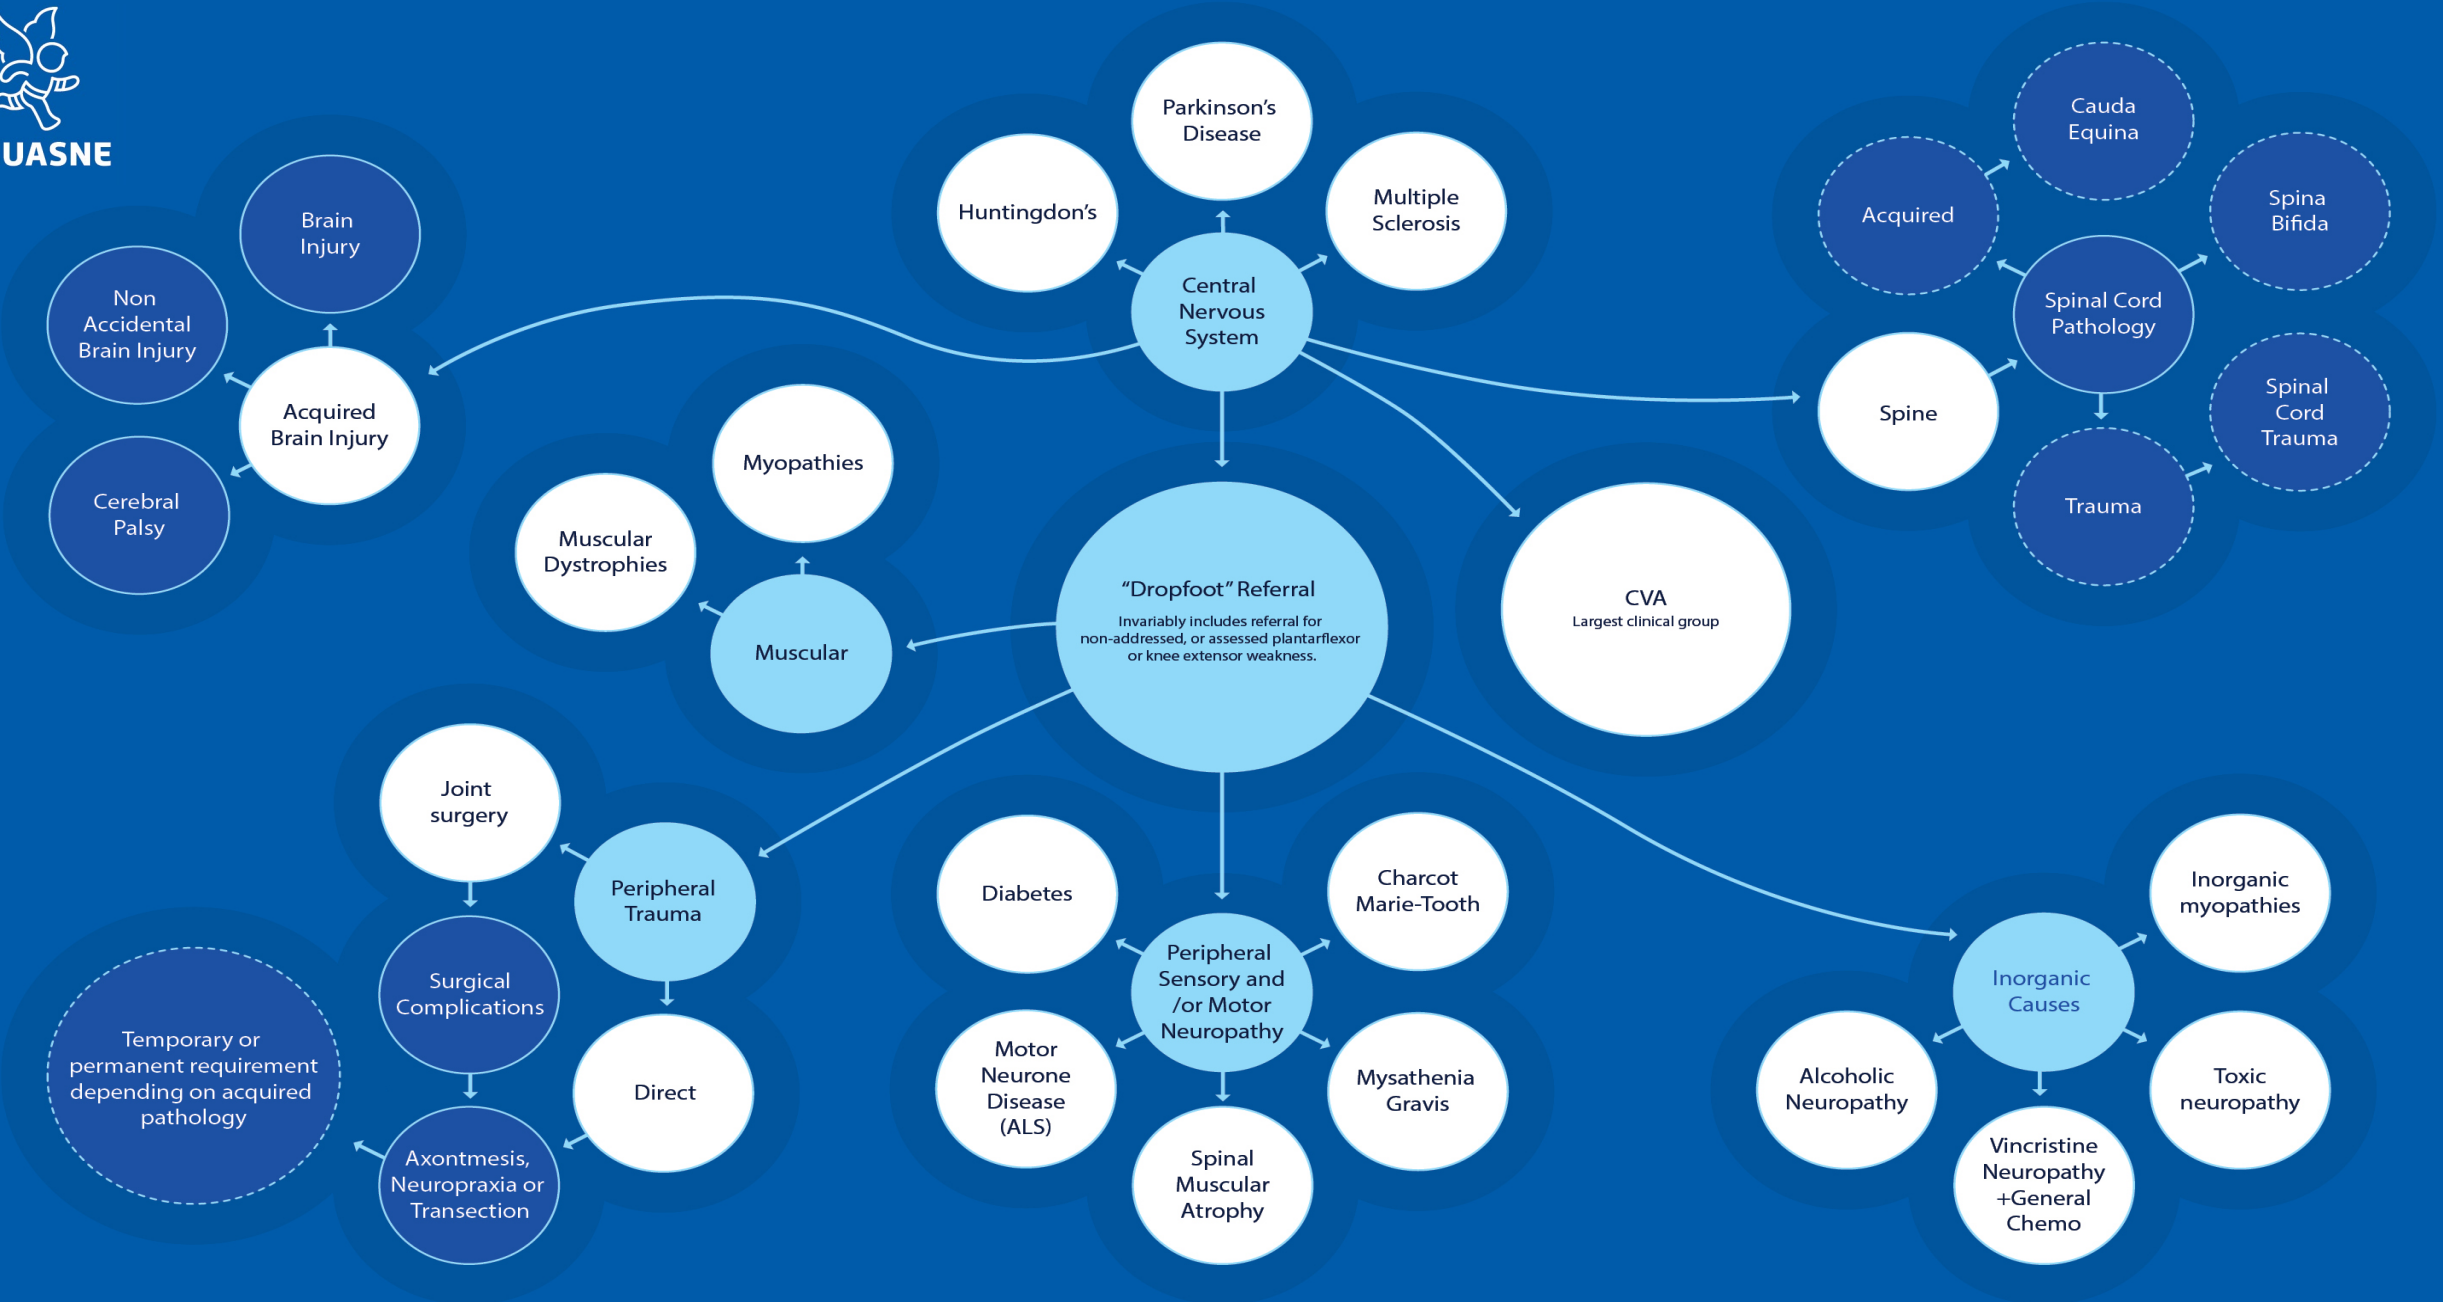 UASNE
Brain
Injury
Non
Accidental
Brain Injury
Acquired
Brain Injury
Cerebral
Palsy
Parkinson’s
Disease
Huntingdon’s
Multiple
Sclerosis
Central
Nervous
System
Cauda
Equina
Acquired
Spina
Bifida
Spinal Cord
Pathology
Spine
Spinal
Cord
Trauma
Trauma
Myopathies
Muscular
Dystrophies
Muscular
“Dropfoot” Referral
Invariably includes referral for
non-addressed, or assessed plantarflexor
or knee extensor weakness.
CVA
Largest clinical group
Joint
surgery
Peripheral
Trauma
Surgical
Complications
Direct
Temporary or
permanent requirement
depending on acquired
pathology
Axontmesis,
Neuropraxia or
Transection
Diabetes
Charcot
Marie-Tooth
Peripheral
Sensory and
/or Motor
Neuropathy
Motor
Neurone
Disease
(ALS)
Mysathenia
Gravis
Spinal
Muscular
Atrophy
Inorganic
myopathies
Inorganic
Causes
Alcoholic
Neuropathy
Toxic
neuropathy
Vincristine
Neuropathy
+General
Chemo